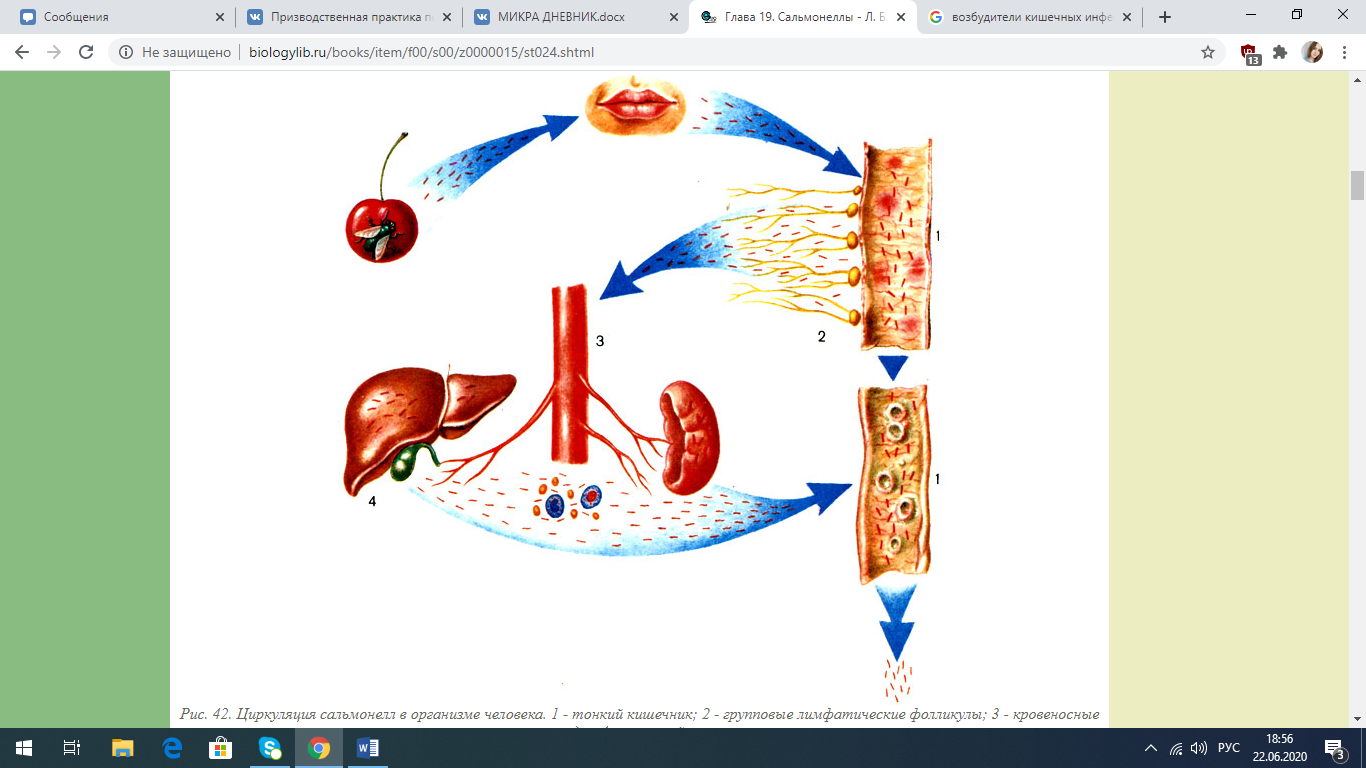 Сообщения
Призводственная практика п
МИКРА ДНЕВНИК.docx
Глава 19. Сальмонеллы - Л. Б.
возбудители кишечных инфе
Не защищено
biologylib.ru/books/item/f00/s00/z0000015/st024.shtml
13
1
2
3
4
1
Рис. 42. Циркуляция сальмонелл в организме человека. 1 - тонкий кишечник; 2 - групповые лимфатические фолликулы; 3 - кровеносные
РУС
18:56
22.06.2020
3